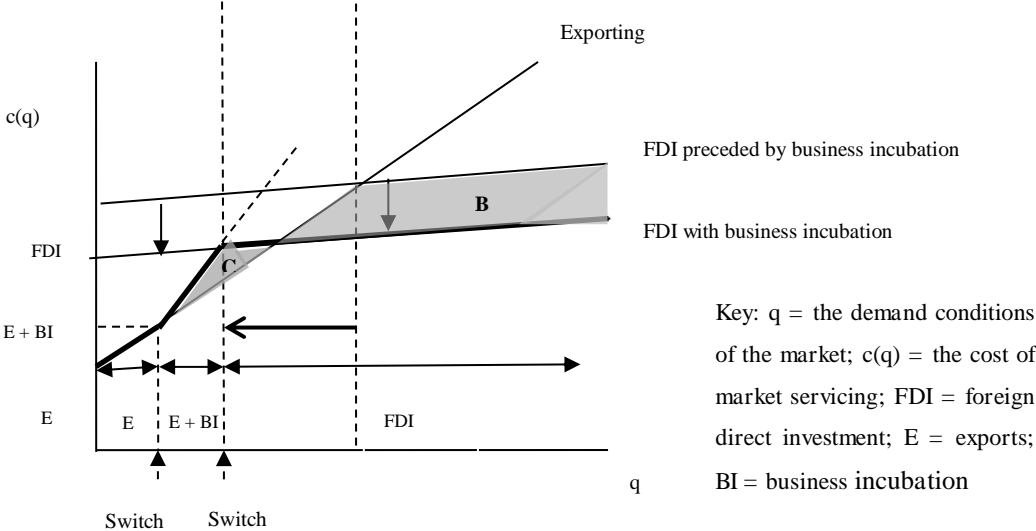 Exporting
c(q)
FDI preceded by business incubation
B
FDI with business incubation
FDI
C
Key: q = the demand conditions
of the market; c(q) = the cost of
market servicing; FDI = foreign
direct investment; E = exports;
BI = business incubation
E + BI
E
E
E + BI
FDI
q
Switch
Switch